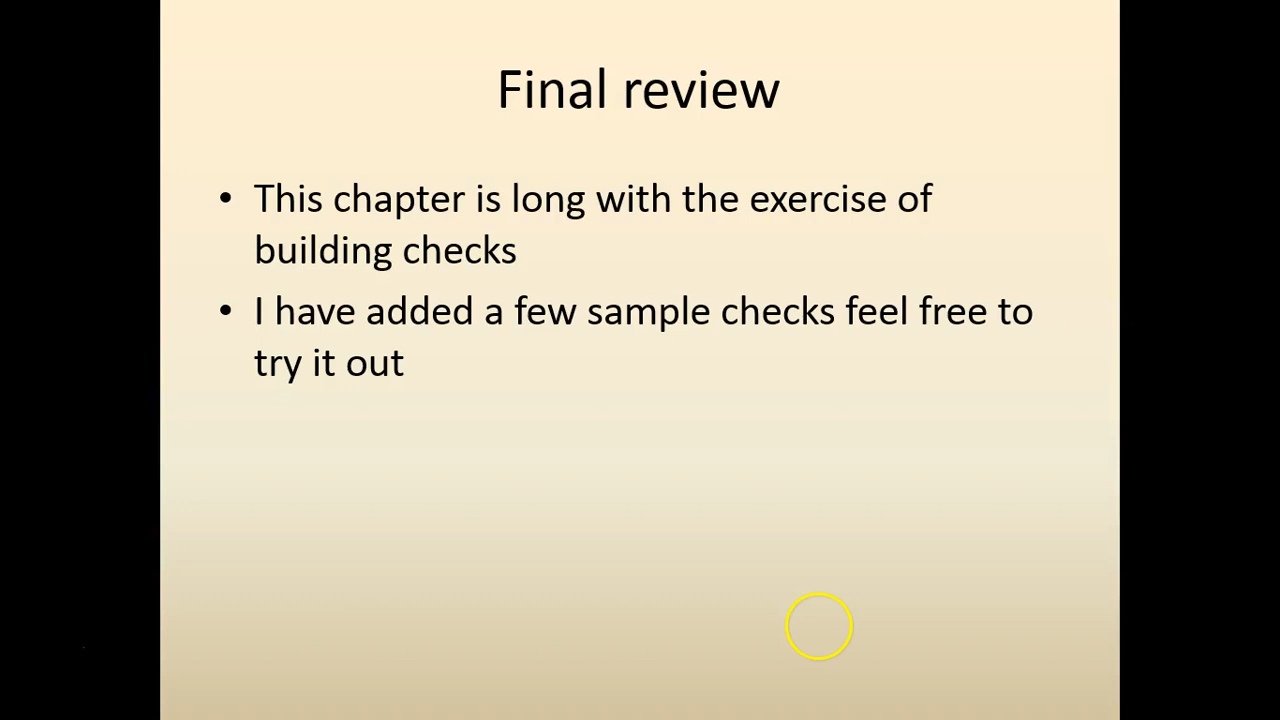 Final review
• This chapter is long with the exercise of
building checks
• I have added a few sample checks feel free to
try it out